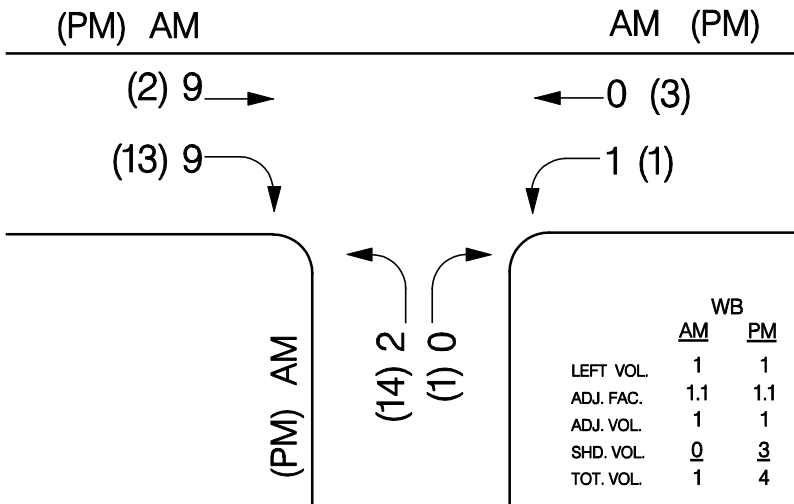 (PM) AM
AM (PM)
(2) 9
0 (3)
(13) 9
1 (1)
(PM) AM
(14) 2
(1) 0
WB
AM PM
LEFT VOL. 1 1
ADJ. FAC. 1.1 1.1
ADJ. VOL. 1 1
SHD. VOL. 0 3
TOT. VOL. 1 4